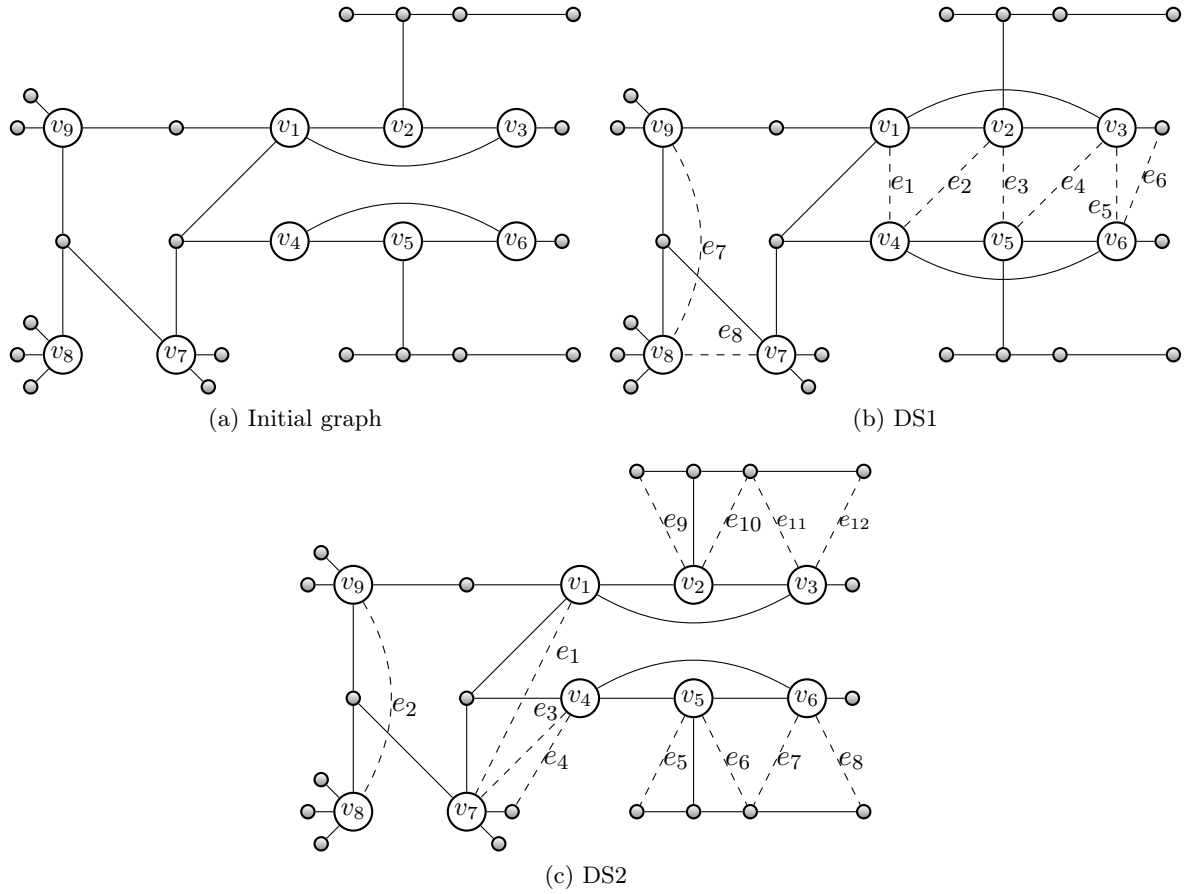 v9 v1 v2 v3
v4 v5 v6
v8 v7
(a) Initial graph
v9 v1 v2 v3
e1 e2 e3 e4 e5 e6
e7 v4 v5 v6
e8
v8 v7
(b) DS1
e9 e10 e11 e12
v9 v1 v2 v3
e1
e2 e3 v4 v5 v6
e4 e5 e6 e7 e8
v8 v7
(c) DS2